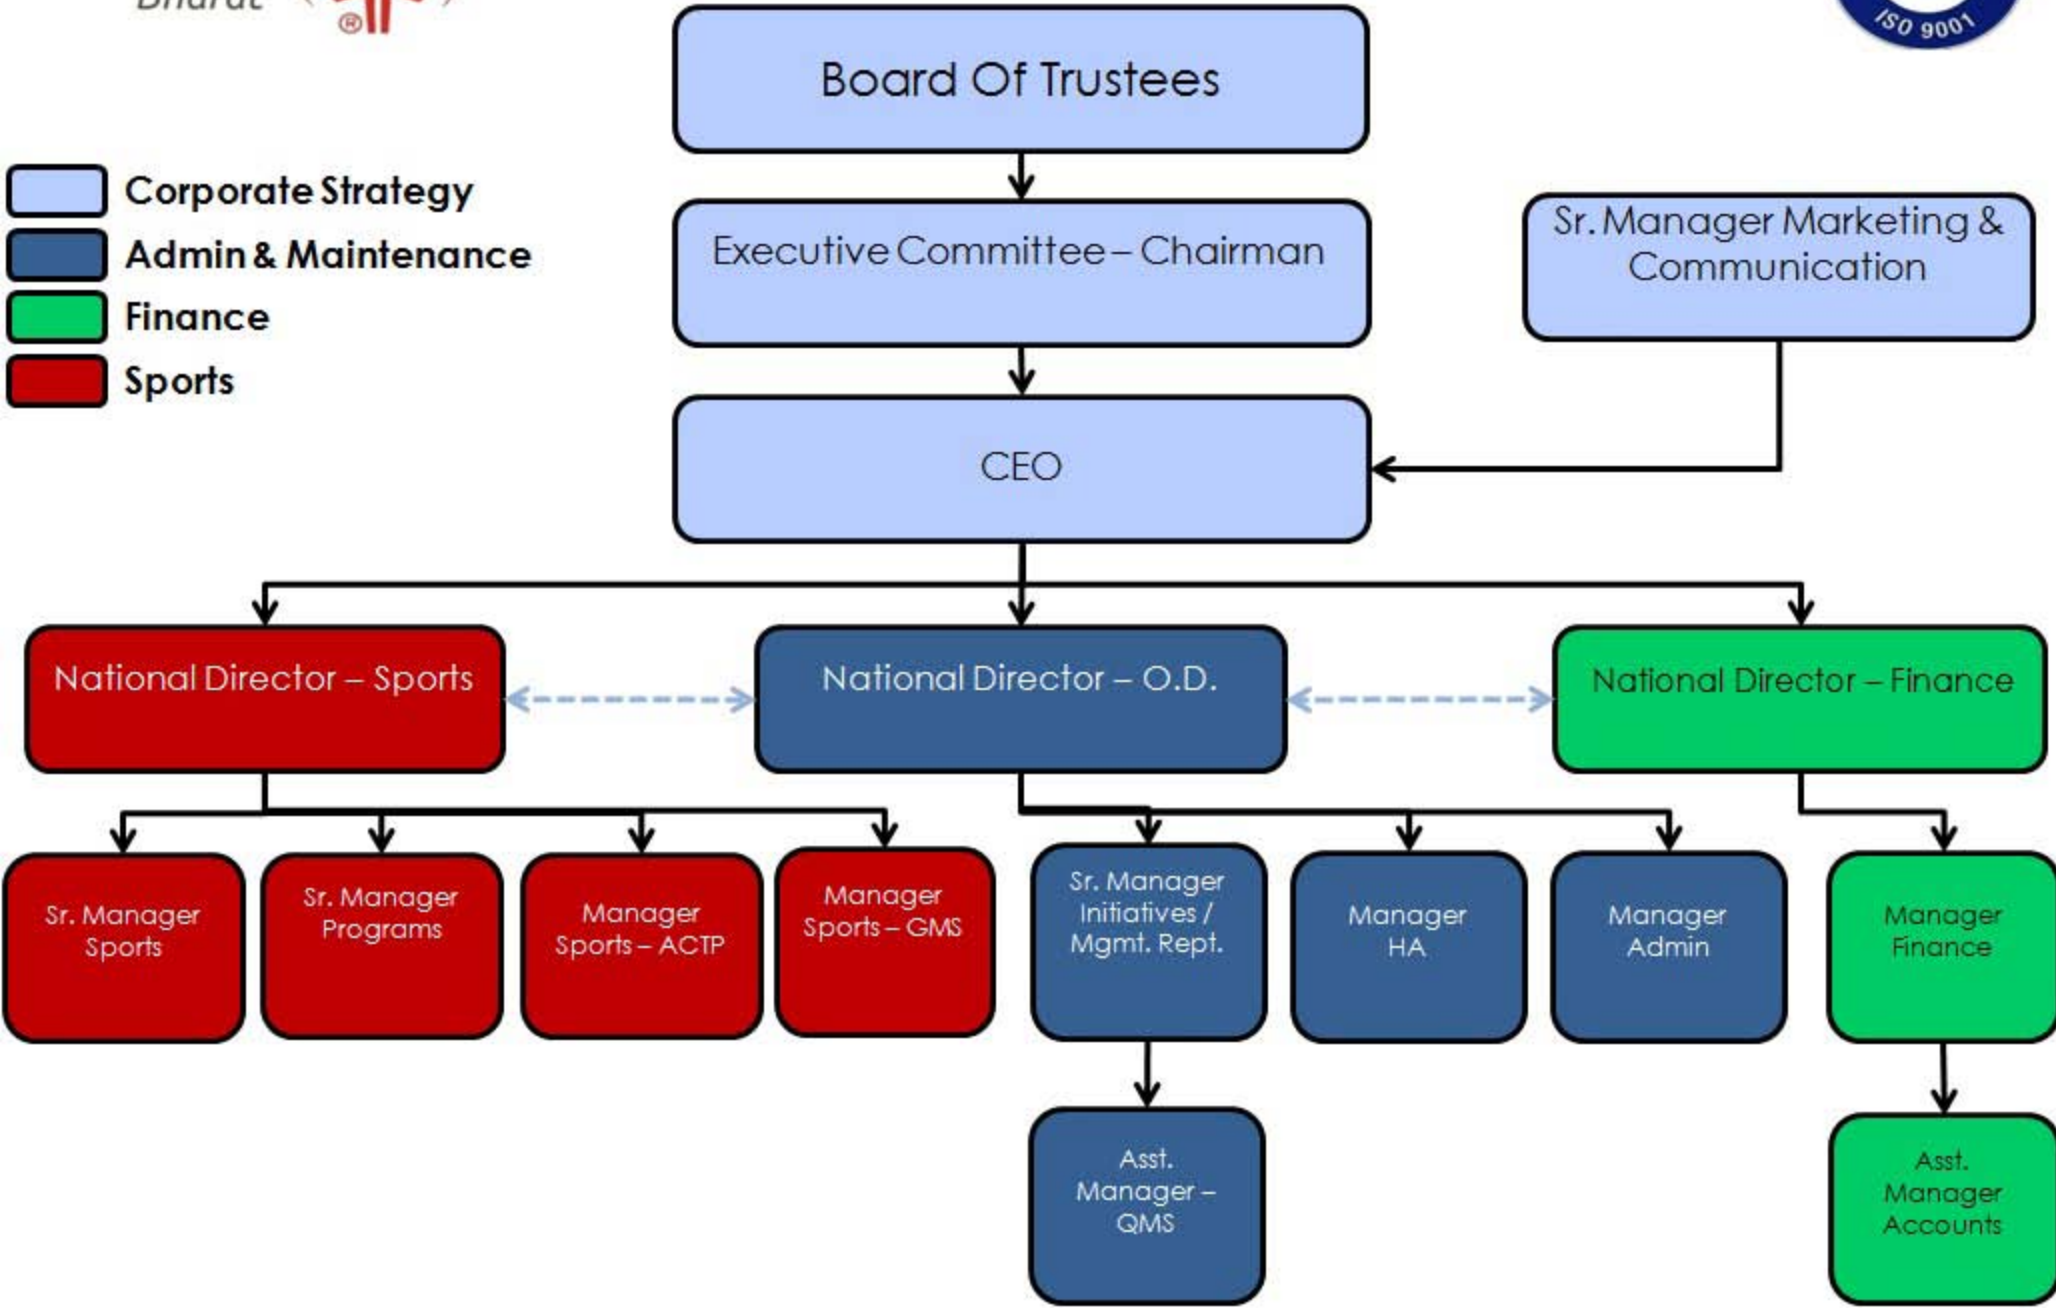 Bharat
®
ISO 9001
Board Of Trustees
Corporate Strategy
Admin & Maintenance
Finance
Sports
Executive Committee – Chairman
Sr. Manager Marketing &
Communication
CEO
National Director – Sports
National Director – O.D.
National Director – Finance
Sr. Manager
Sports
Sr. Manager
Programs
Manager
Sports – ACTP
Manager
Sports – GMS
Sr. Manager
Initiatives /
Mgmt. Rept.
Manager
HA
Manager
Admin
Manager
Finance
Asst.
Manager –
QMS
Asst.
Manager
Accounts